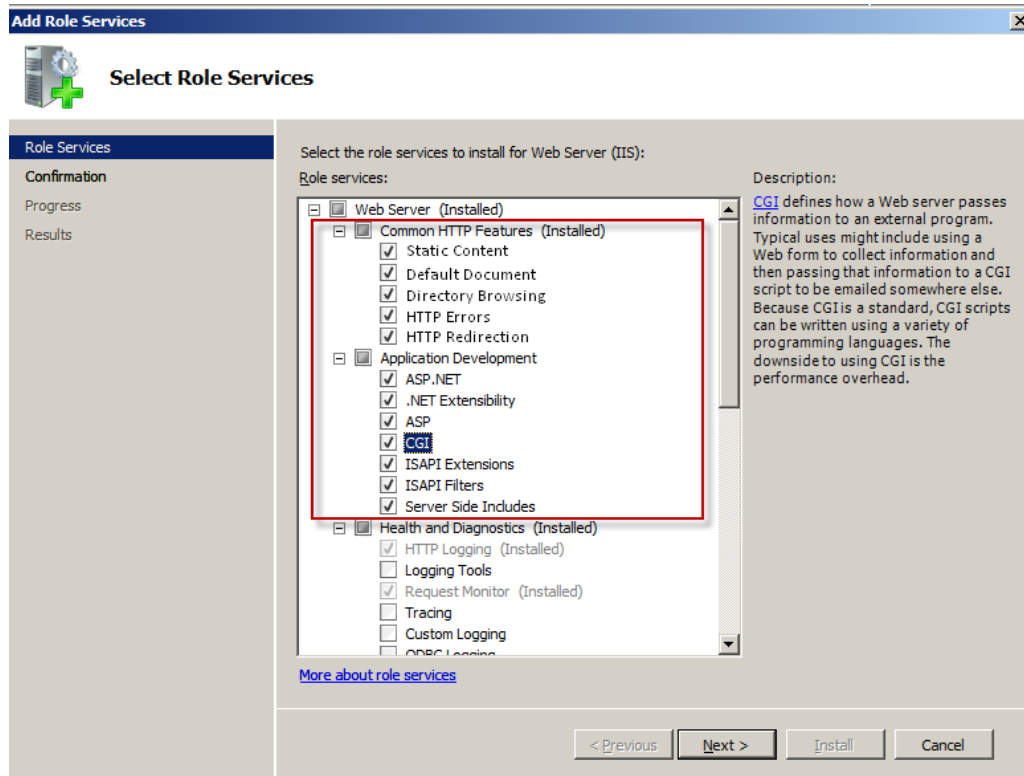 Add Role Services
Select Role Services
Role Services
Confirmation
Progress
Results
Select the role services to install for Web Server (IIS):
Role services:
Web Server (Installed)
Common HTTP Features (Installed)
Static Content
Default Document
Directory Browsing
HTTP Errors
HTTP Redirection
Application Development
ASP.NET
.NET Extensibility
ASP
CGI
ISAPI Extensions
ISAPI Filters
Server Side Includes
Health and Diagnostics (Installed)
HTTP Logging (Installed)
Logging Tools
Request Monitor (Installed)
Tracing
Custom Logging
ODBC Logging
More about role services
Description:
CGI defines how a Web server passes
information to an external program.
Typical uses might include using a
Web form to collect information and
then passing that information to a CGI
script to be emailed somewhere else.
Because CGI is a standard, CGI scripts
can be written using a variety of
programming languages. The
downside to using CGI is the
performance overhead.
< Previous
Next >
Install
Cancel